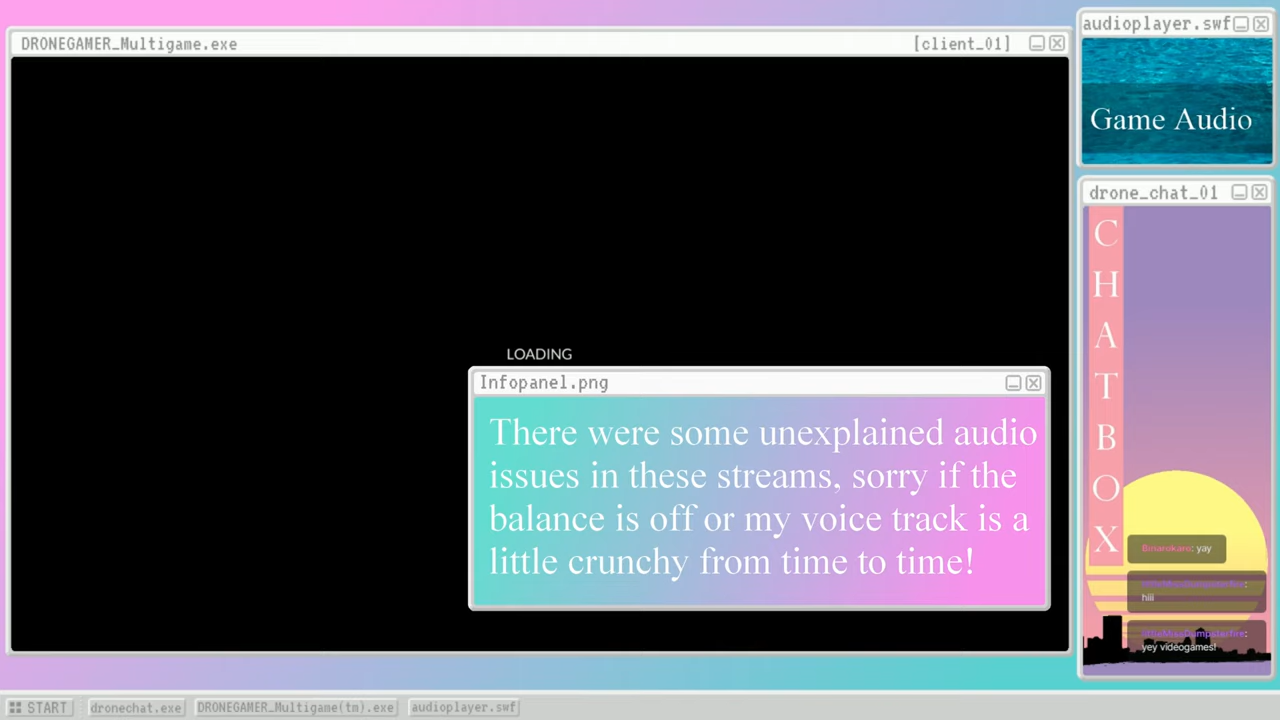 DRONEGAMER_Multigame.exe
[client_01]
audioplayer.swf
Game Audio
drone_chat_01
CHATBOX
LOADING
Infopanel.png
There were some unexplained audio
issues in these streams, sorry if the
balance is off or my voice track is a
little crunchy from time to time!
Binarukaro: yay
hiii
yey videogames!
START
dronechat.exe
DRONEGAMER_Multigame(tm).exe
audioplayer.swf